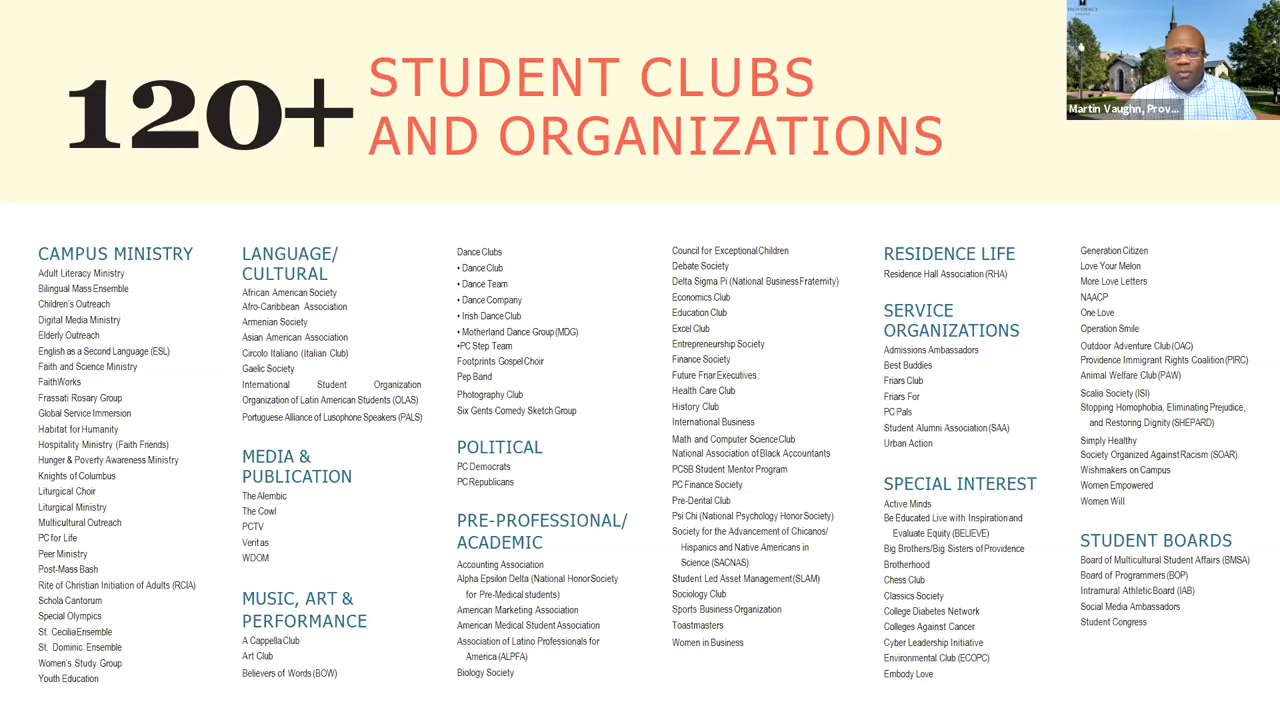 120+
STUDENT CLUBS
AND ORGANIZATIONS
PROVIDENCE
Martin Vaughn, Prov...
CAMPUS MINISTRY
Adult Literacy Ministry
Bilingual Mass Ensemble
Children's Outreach
Digital Media Ministry
Elderly Outreach
English as a Second Language (ESL)
Faith and Science Ministry
FaithWorks
Frassati Rosary Group
Global Service Immersion
Habitat for Humanity
Hospitality Ministry (Faith Friends)
Hunger & Poverty Awareness Ministry
Knights of Columbus
Liturgical Choir
Liturgical Ministry
Multicultural Outreach
PC for Life
Peer Ministry
Post-Mass Bash
Rite of Christian Initiation of Adults (RCIA)
Schola Cantorum
Special Olympics
St. Cecilia Ensemble
St. Dominic Ensemble
Women's Study Group
Youth Education
LANGUAGE/
CULTURAL
African American Society
Afro-Caribbean Association
Armenian Society
Asian American Association
Circolo Italiano (Italian Club)
Gaelic Society
International Student Organization
Organization of Latin American Students (OLAS)
Portuguese Alliance of Lusophone Speakers (PALS)
MEDIA &
PUBLICATION
The Alembic
The Cowl
PCTV
Veritas
WDOM
MUSIC, ART &
PERFORMANCE
A Cappella Club
Art Club
Believers of Words (BOW)
Dance Clubs
• Dance Club
• Dance Team
• Dance Company
• Irish Dance Club
• Motherland Dance Group (MDG)
•PC Step Team
Footprints Gospel Choir
Pep Band
Photography Club
Six Gents Comedy Sketch Group
POLITICAL
PC Democrats
PC Republicans
PRE-PROFESSIONAL/
ACADEMIC
Accounting Association
Alpha Epsilon Delta (National Honor Society
for Pre-Medical students)
American Marketing Association
American Medical Student Association
Association of Latino Professionals for
America (ALPFA)
Biology Society
Council for Exceptional Children
Debate Society
Delta Sigma Pi (National Business Fraternity)
Economics Club
Education Club
Excel Club
Entrepreneurship Society
Finance Society
Future Friar Executives
Health Care Club
History Club
International Business
Math and Computer Science Club
National Association of Black Accountants
PCSB Student Mentor Program
PC Finance Society
Pre-Dental Club
Psi Chi (National Psychology Honor Society)
Society for the Advancement of Chicanos/
Hispanics and Native Americans in
Science (SACNAS)
Student Led Asset Management (SLAM)
Sociology Club
Sports Business Organization
Toastmasters
Women in Business
RESIDENCE LIFE
Residence Hall Association (RHA)
SERVICE
ORGANIZATIONS
Admissions Ambassadors
Best Buddies
Friars Club
Friars For
PC Pals
Student Alumni Association (SAA)
Urban Action
SPECIAL INTEREST
Active Minds
Be Educated Live with Inspiration and
Evaluate Equity (BELIEVE)
Big Brothers/Big Sisters of Providence
Brotherhood
Chess Club
Classics Society
College Diabetes Network
Colleges Against Cancer
Cyber Leadership Initiative
Environmental Club (ECOPC)
Embody Love
Generation Citizen
Love Your Melon
More Love Letters
NAACP
One Love
Operation Smile
Outdoor Adventure Club (OAC)
Providence Immigrant Rights Coalition (PIRC)
Animal Welfare Club (PAW)
Scalia Society (ISI)
Stopping Homophobia, Eliminating Prejudice,
and Restoring Dignity (SHEPARD)
Simply Healthy
Society Organized Against Racism (SOAR)
Wishmakers on Campus
Women Empowered
Women Will
STUDENT BOARDS
Board of Multicultural Student Affairs (BMSA)
Board of Programmers (BOP)
Intramural Athletic Board (IAB)
Social Media Ambassadors
Student Congress